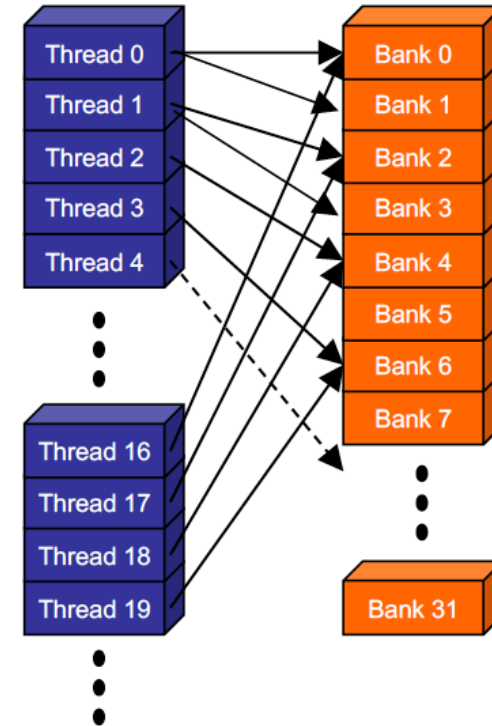 Thread 0
Thread 1
Thread 2
Thread 3
Thread 4
Thread 16
Thread 17
Thread 18
Thread 19
Bank 0
Bank 1
Bank 2
Bank 3
Bank 4
Bank 5
Bank 6
Bank 7
Bank 31